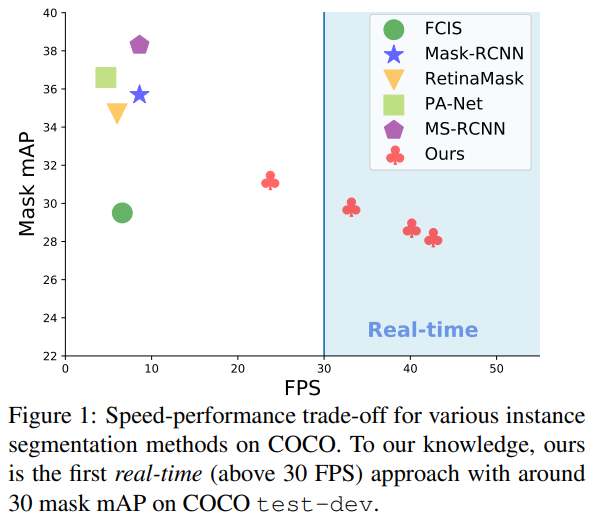 40
38
36
34
32
30
28
26
24
22
Mask mAP
0
10
20
30
40
50
FPS
FCIS
Mask-RCNN
RetinaMask
PA-Net
MS-RCNN
Ours
Real-time
Figure 1: Speed-performance trade-off for various instance
segmentation methods on COCO. To our knowledge, ours
is the first real-time (above 30 FPS) approach with around
30 mask mAP on COCO test-dev.